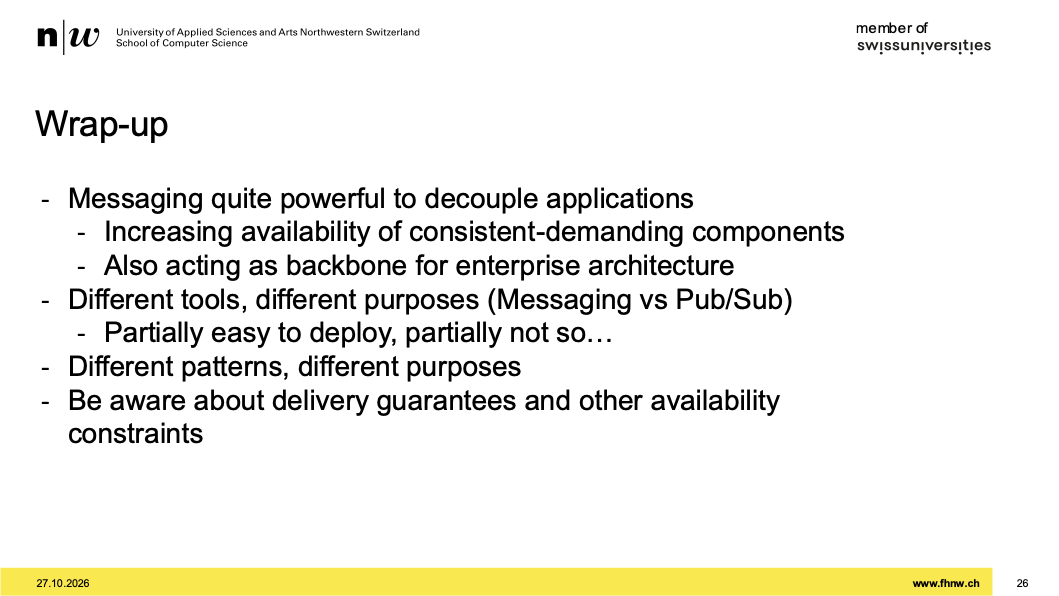 n|w University of Applied Sciences and Arts Northwestern Switzerland
School of Computer Science
member of
swissuniversities
Wrap-up
- Messaging quite powerful to decouple applications
- Increasing availability of consistent-demanding components
- Also acting as backbone for enterprise architecture
- Different tools, different purposes (Messaging vs Pub/Sub)
- Partially easy to deploy, partially not so…
- Different patterns, different purposes
- Be aware about delivery guarantees and other availability
constraints
27.10.2026 www.fhnw.ch 26